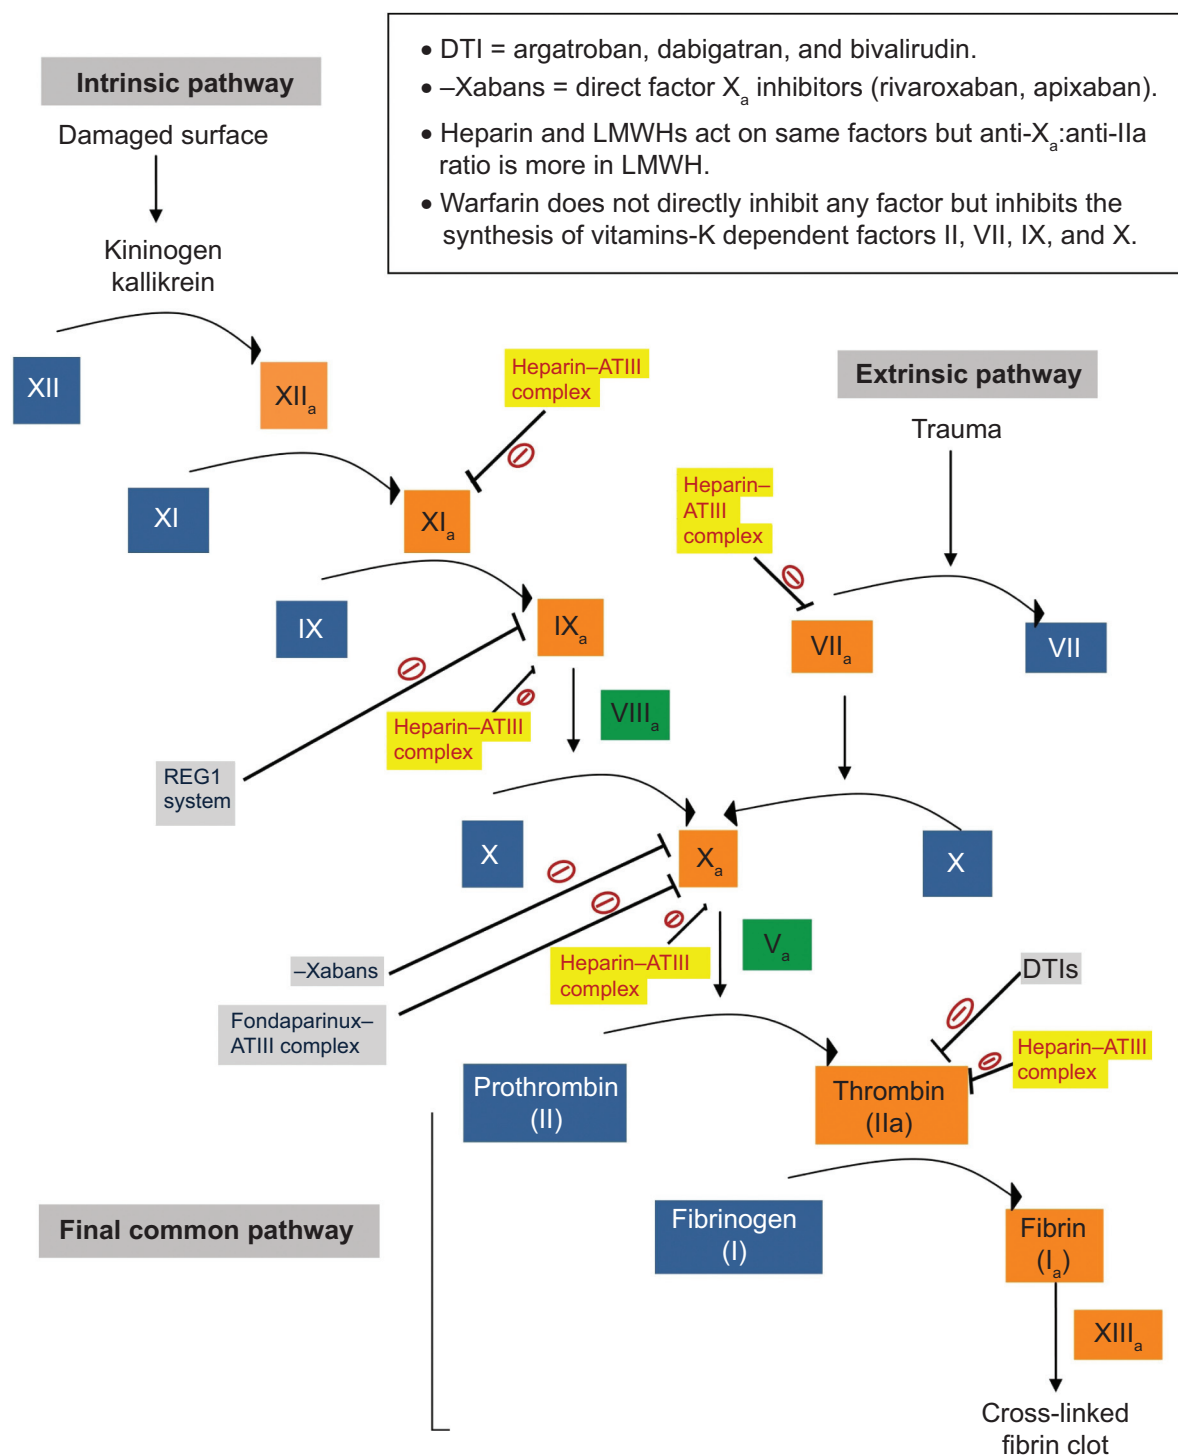 • DTI = argatroban, dabigatran, and bivalirudin.
• –Xabans = direct factor Xa inhibitors (rivaroxaban, apixaban).
• Heparin and LMWHs act on same factors but anti-Xa:anti-IIa
ratio is more in LMWH.
• Warfarin does not directly inhibit any factor but inhibits the
synthesis of vitamins-K dependent factors II, VII, IX, and X.
Intrinsic pathway
Damaged surface
Kininogen
kallikrein
XII
XIIa
Heparin–ATIII
complex
Extrinsic pathway
Trauma
XI
XIa
Heparin–
ATIII
complex
IX
IXa
VIIa
VII
Heparin–ATIII
complex
VIIIa
REG1
system
X
Xa
X
–Xabans
Heparin–ATIII
complex
Va
Fondaparinux–
ATIII complex
DTIs
Heparin–ATIII
complex
Prothrombin
(II)
Thrombin
(IIa)
Final common pathway
Fibrinogen
(I)
Fibrin
(Ia)
XIIIa
Cross-linked
fibrin clot